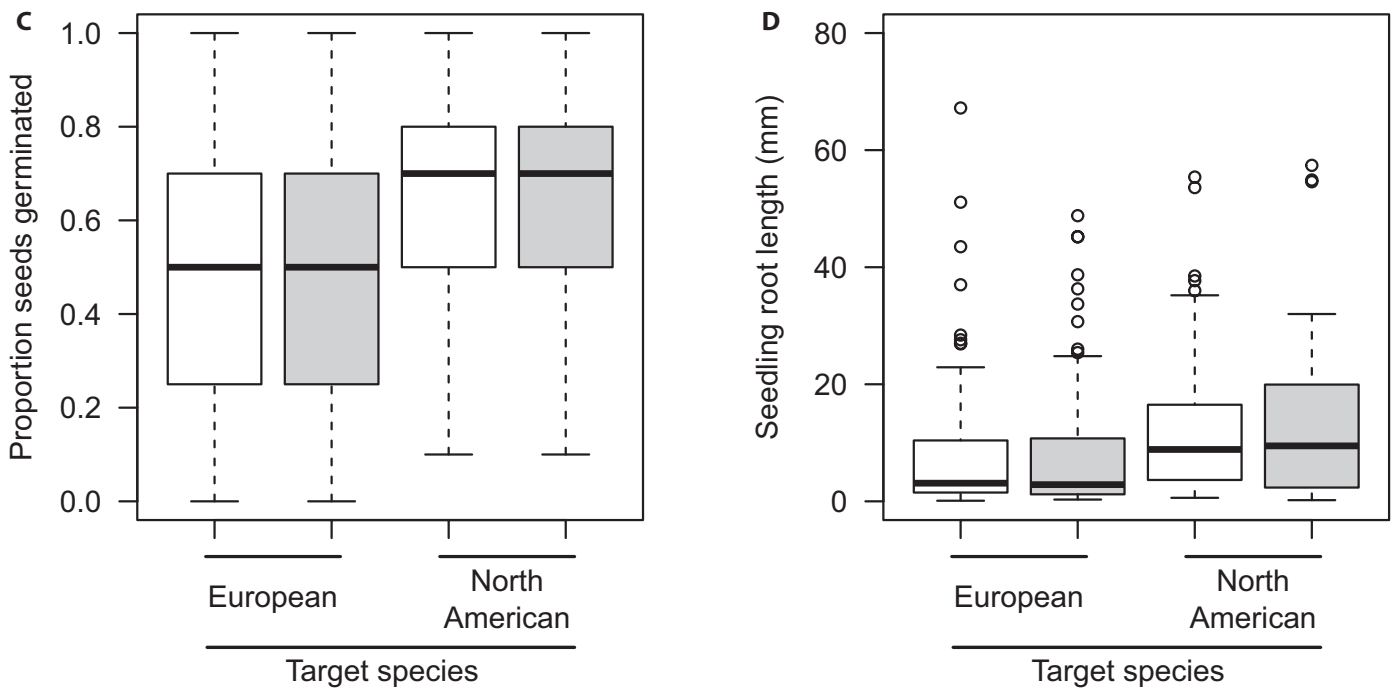 C
Proportion seeds germinated
1.0
0.8
0.6
0.4
0.2
0.0
European
North
American
Target species
D
Seedling root length (mm)
80
60
40
20
0
European
North
American
Target species